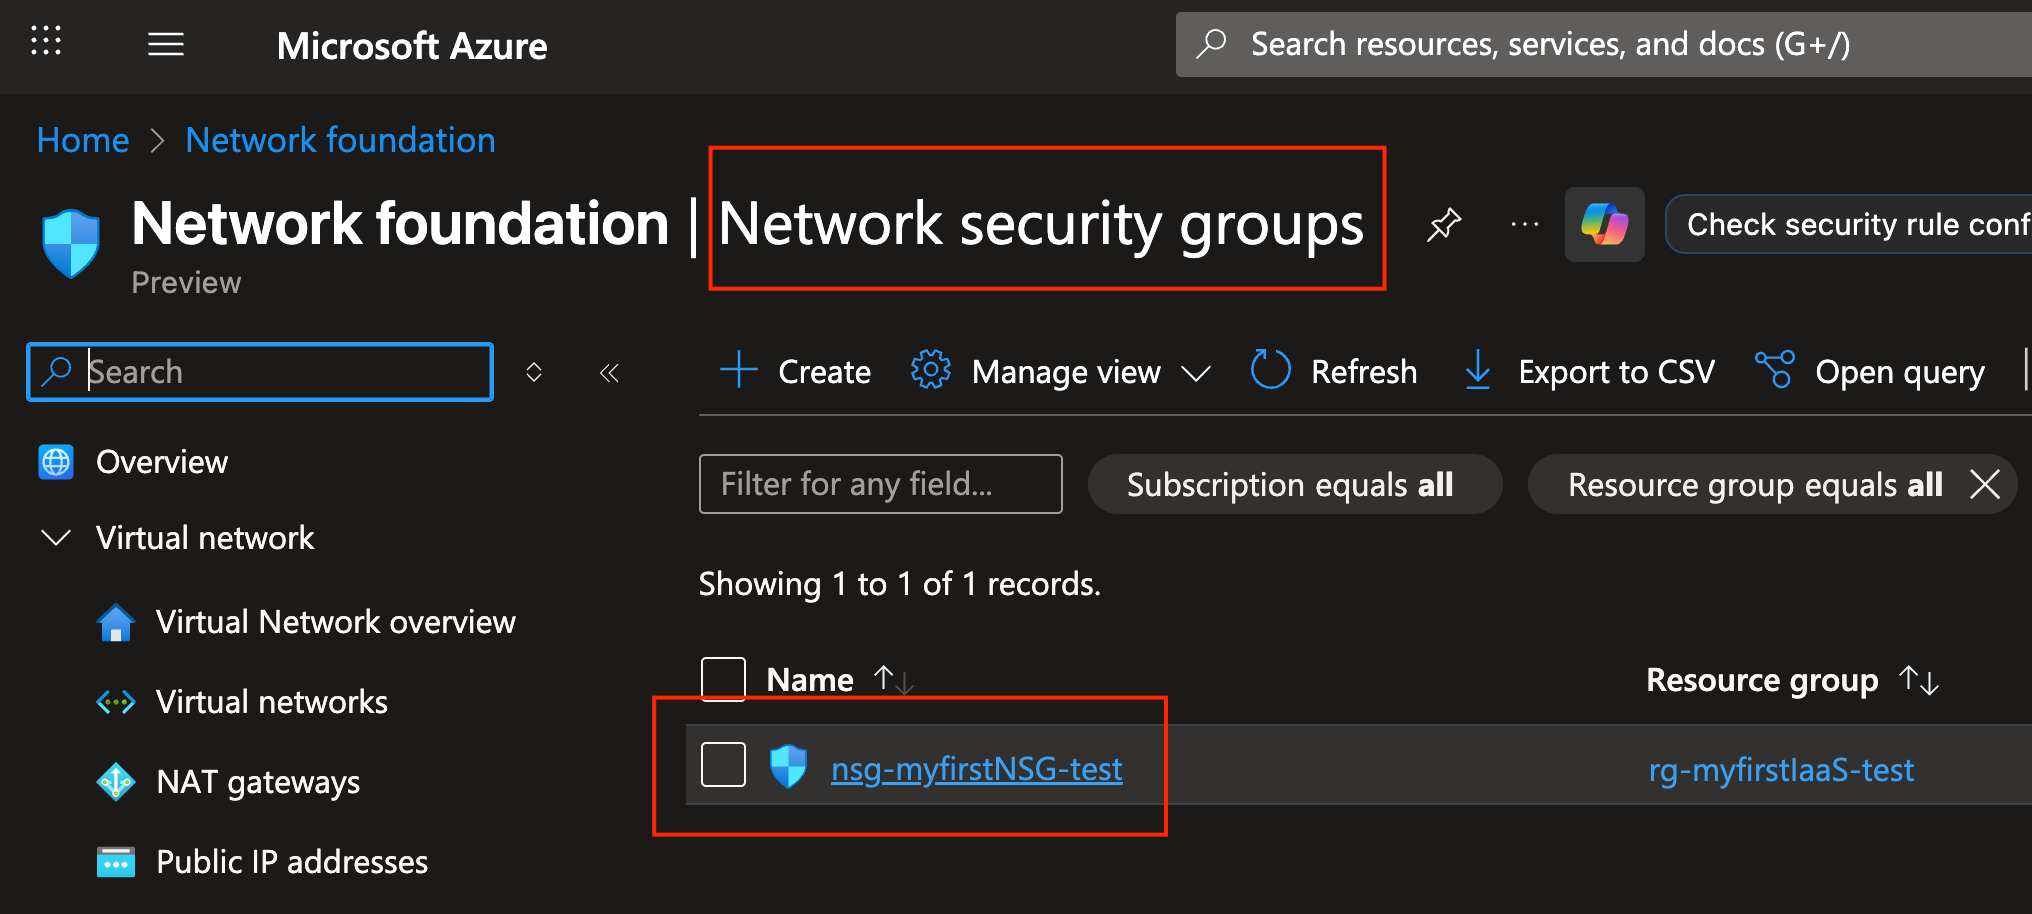 Microsoft Azure
Search resources, services, and docs (G+/)
Home > Network foundation
Network foundation | Network security groups
Check security rule conf
Preview
Search
Create
Manage view
Refresh
Export to CSV
Open query
Overview
Virtual network
Virtual Network overview
Virtual networks
NAT gateways
Public IP addresses
Filter for any field...
Subscription equals all
Resource group equals all
Showing 1 to 1 of 1 records.
Name
Resource group
nsg-myfirstNSG-test
rg-myfirstIaaS-test